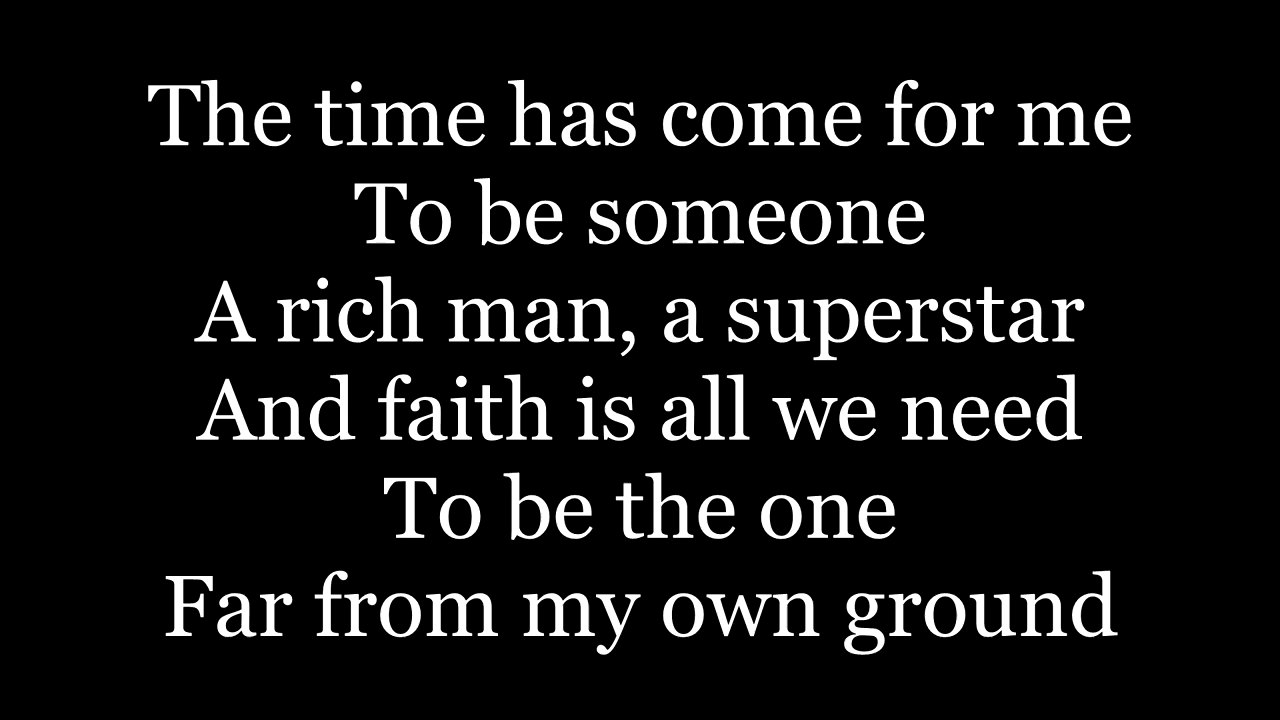 The time has come for me
To be someone
A rich man, a superstar
And faith is all we need
To be the one
Far from my own ground